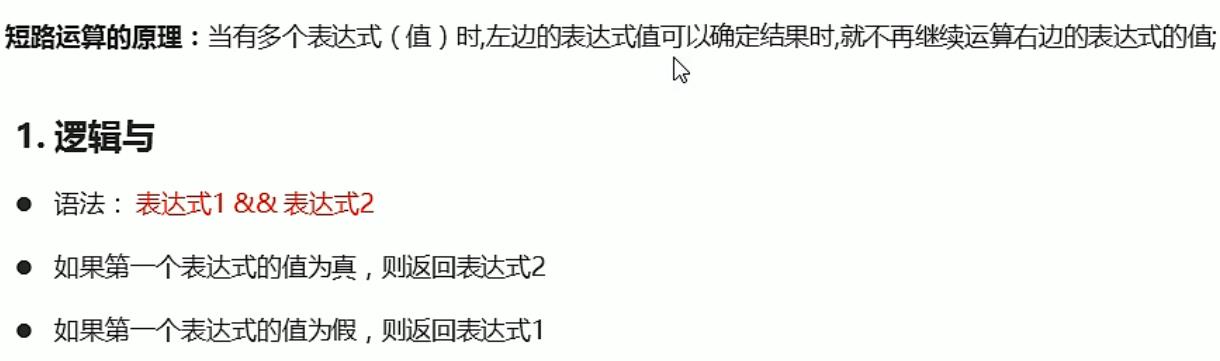 短路运算的原理：当有多个表达式（值）时,左边的表达式值可以确定结果时,就不再继续运算右边的表达式的值;
1. 逻辑与
● 语法： 表达式1 && 表达式2
● 如果第一个表达式的值为真，则返回表达式2
● 如果第一个表达式的值为假，则返回表达式1